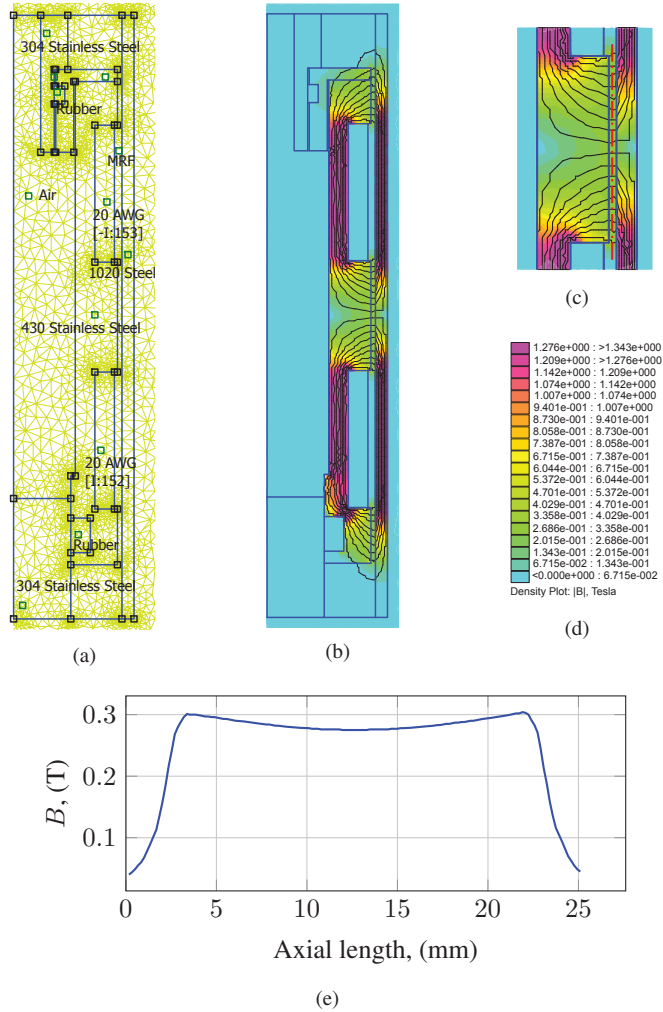 304 Stainless Steel
Rubber
MRF
Air
20 AWG
[-I:153]
1020 Steel
430 Stainless Steel
20 AWG
[I:152]
Rubber
304 Stainless Steel
(a)
(b)
(c)
1.276e+000 : >1.343e+000
1.209e+000 : >1.276e+000
1.142e+000 : 1.209e+000
1.074e+000 : 1.142e+000
1.007e+000 : 1.074e+000
9.401e-001 : 1.007e+000
8.730e-001 : 9.401e-001
8.058e-001 : 8.730e-001
7.387e-001 : 8.058e-001
6.715e-001 : 7.387e-001
6.044e-001 : 6.715e-001
5.372e-001 : 6.044e-001
4.701e-001 : 5.372e-001
4.029e-001 : 4.701e-001
3.358e-001 : 4.029e-001
2.686e-001 : 3.358e-001
2.015e-001 : 2.686e-001
1.343e-001 : 2.015e-001
6.715e-002 : 1.343e-001
<0.000e+000 : 6.715e-002
Density Plot: |B|, Tesla
(d)
0.3
0.2
0.1
B, (T)
0 5 10 15 20 25
Axial length, (mm)
(e)